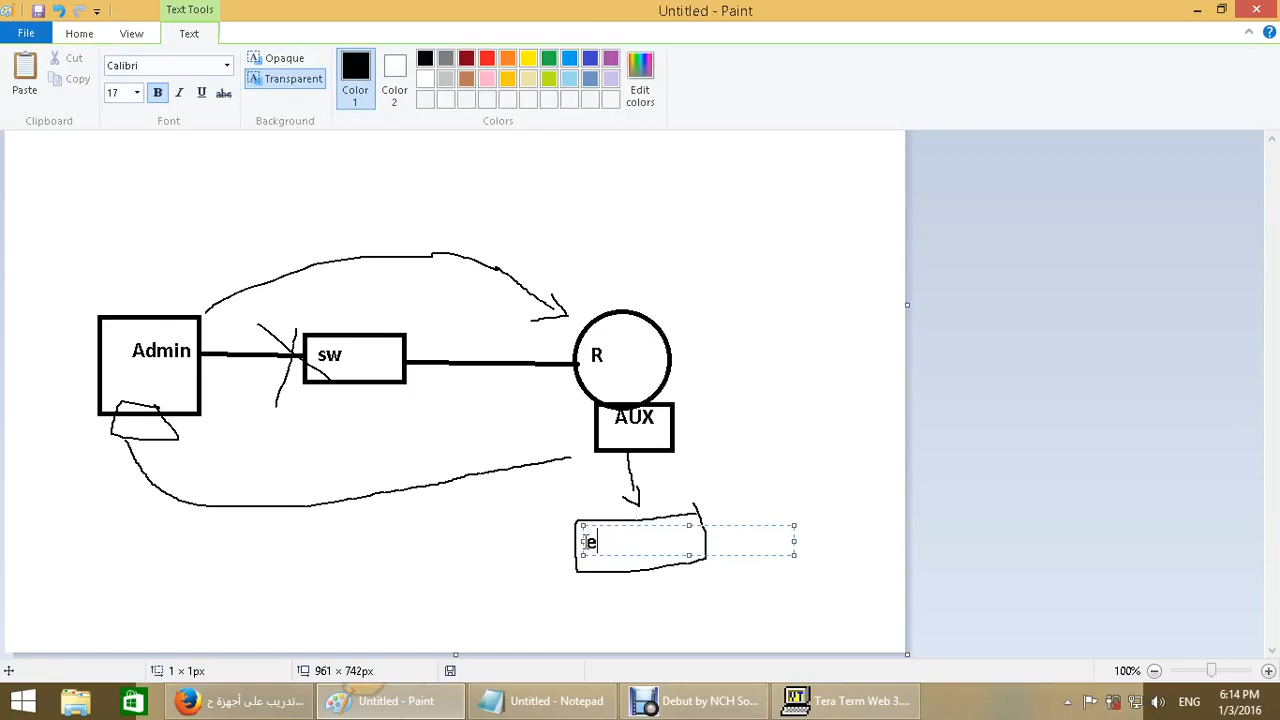 Text Tools
Untitled - Paint
File Home View Text
Paste
Cut
Copy
Clipboard
Calibri
17 B I U abc
Font
Opaque
Transparent
Background
Color 1
Color 2
Edit colors
Colors
Admin
sw
R
AUX
e
1 × 1px
961 × 742px
100%
تدريب على أجهزة ح...
Untitled - Paint
Untitled - Notepad
Debut by NCH So...
Tera Term Web 3....
ENG
6:14 PM
1/3/2016